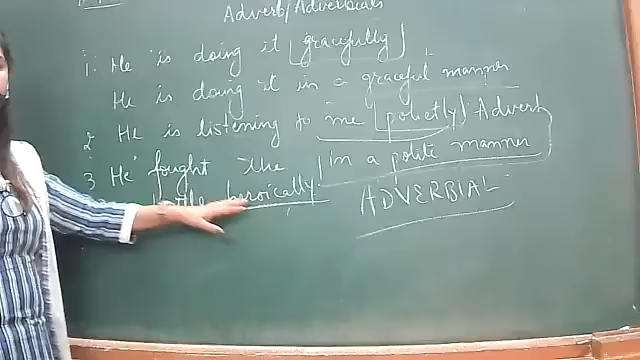 Adverb/Adverbials
1. He is doing it gracefully
He is doing it in a graceful manner
2 He is listening to me politely Adverb
in a polite manner
3 He fought the
heroically.
ADVERBIAL